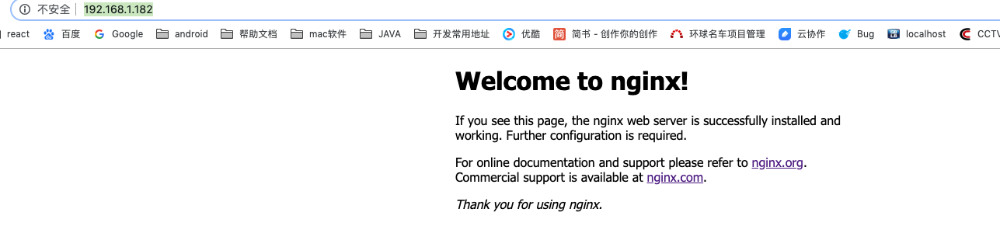 不安全 192.168.1.182
react 百度 Google android 帮助文档 mac软件 JAVA 开发常用地址 优酷 简 简书 - 创作你的创作 环球名车项目管理 云协作 Bug localhost CCTV
Welcome to nginx!
If you see this page, the nginx web server is successfully installed and
working. Further configuration is required.
For online documentation and support please refer to nginx.org.
Commercial support is available at nginx.com.
Thank you for using nginx.